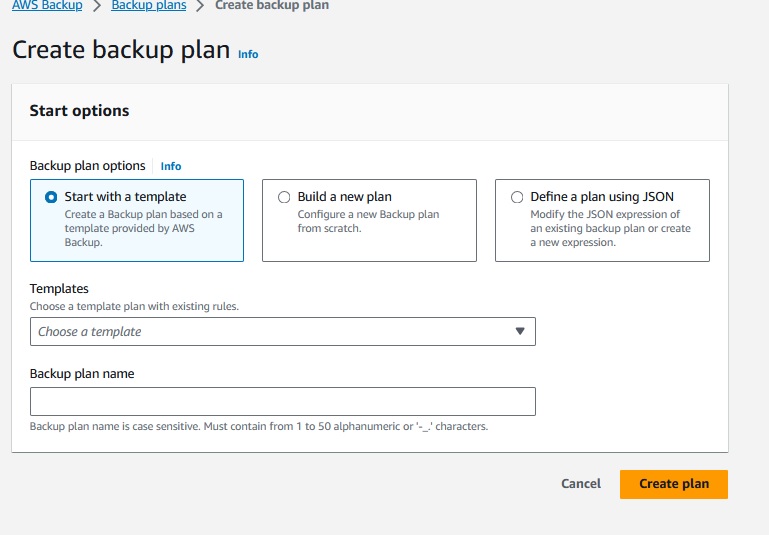 AWS Backup > Backup plans > Create backup plan
Create backup plan Info
Start options
Backup plan options Info
Start with a template
Create a Backup plan based on a
template provided by AWS
Backup.
Build a new plan
Configure a new Backup plan
from scratch.
Define a plan using JSON
Modify the JSON expression of
an existing backup plan or create
a new expression.
Templates
Choose a template plan with existing rules.
Choose a template
Backup plan name
Backup plan name is case sensitive. Must contain from 1 to 50 alphanumeric or '-_.' characters.
Cancel Create plan